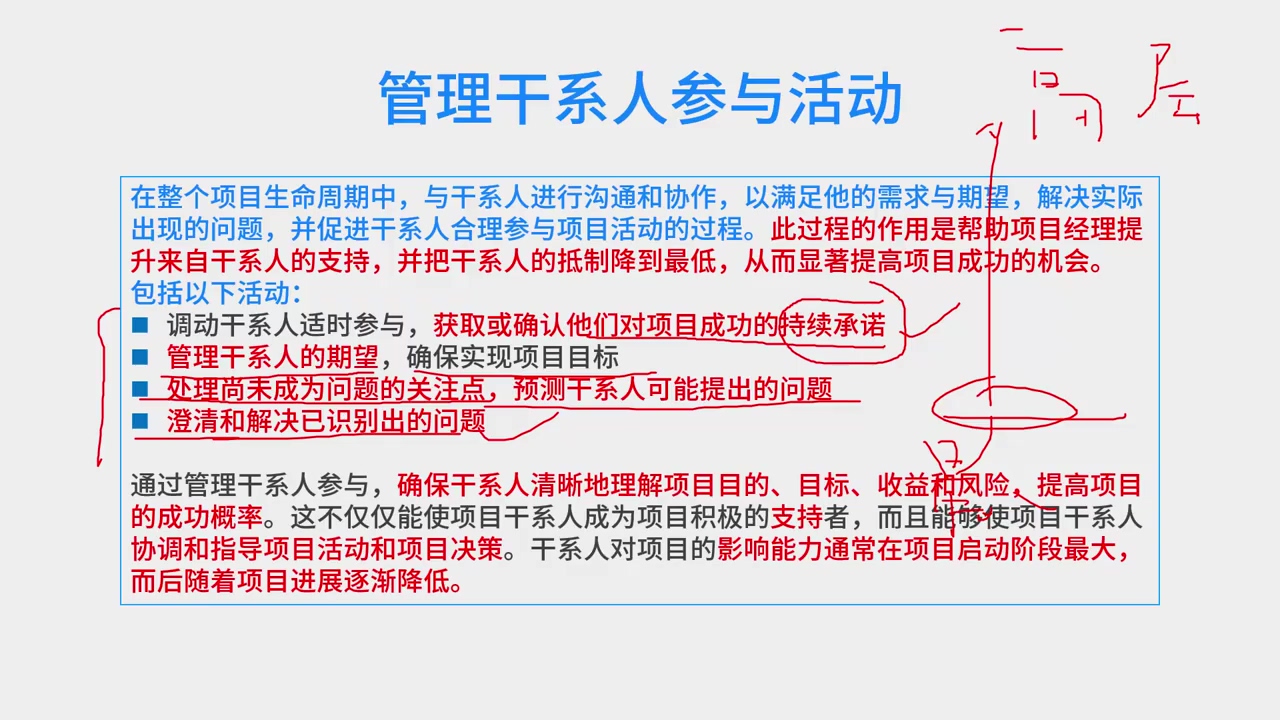 管理干系人参与活动
高层
在整个项目生命周期中，与干系人进行沟通和协作，以满足他的需求与期望，解决实际
出现的问题，并促进干系人合理参与项目活动的过程。此过程的作用是帮助项目经理提
升来自干系人的支持，并把干系人的抵制降到最低，从而显著提高项目成功的机会。
包括以下活动：
■ 调动干系人适时参与，获取或确认他们对项目成功的持续承诺
■ 管理干系人的期望，确保实现项目目标
■ 处理尚未成为问题的关注点，预测干系人可能提出的问题
■ 澄清和解决已识别出的问题
通过管理干系人参与，确保干系人清晰地理解项目目的、目标、收益和风险，提高项目
的成功概率。这不仅仅能使项目干系人成为项目积极的支持者，而且能够使项目干系人
协调和指导项目活动和项目决策。干系人对项目的影响能力通常在项目启动阶段最大，
而后随着项目进展逐渐降低。